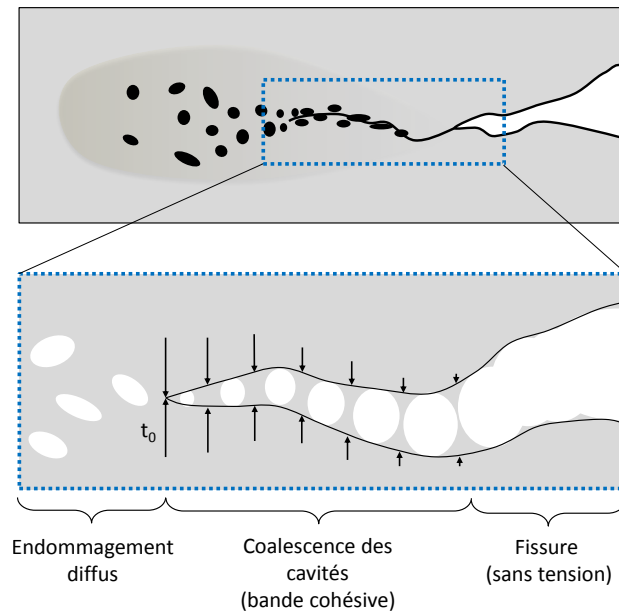 t0
Endommagement
diffus
Coalescence des
cavités
(bande cohésive)
Fissure
(sans tension)